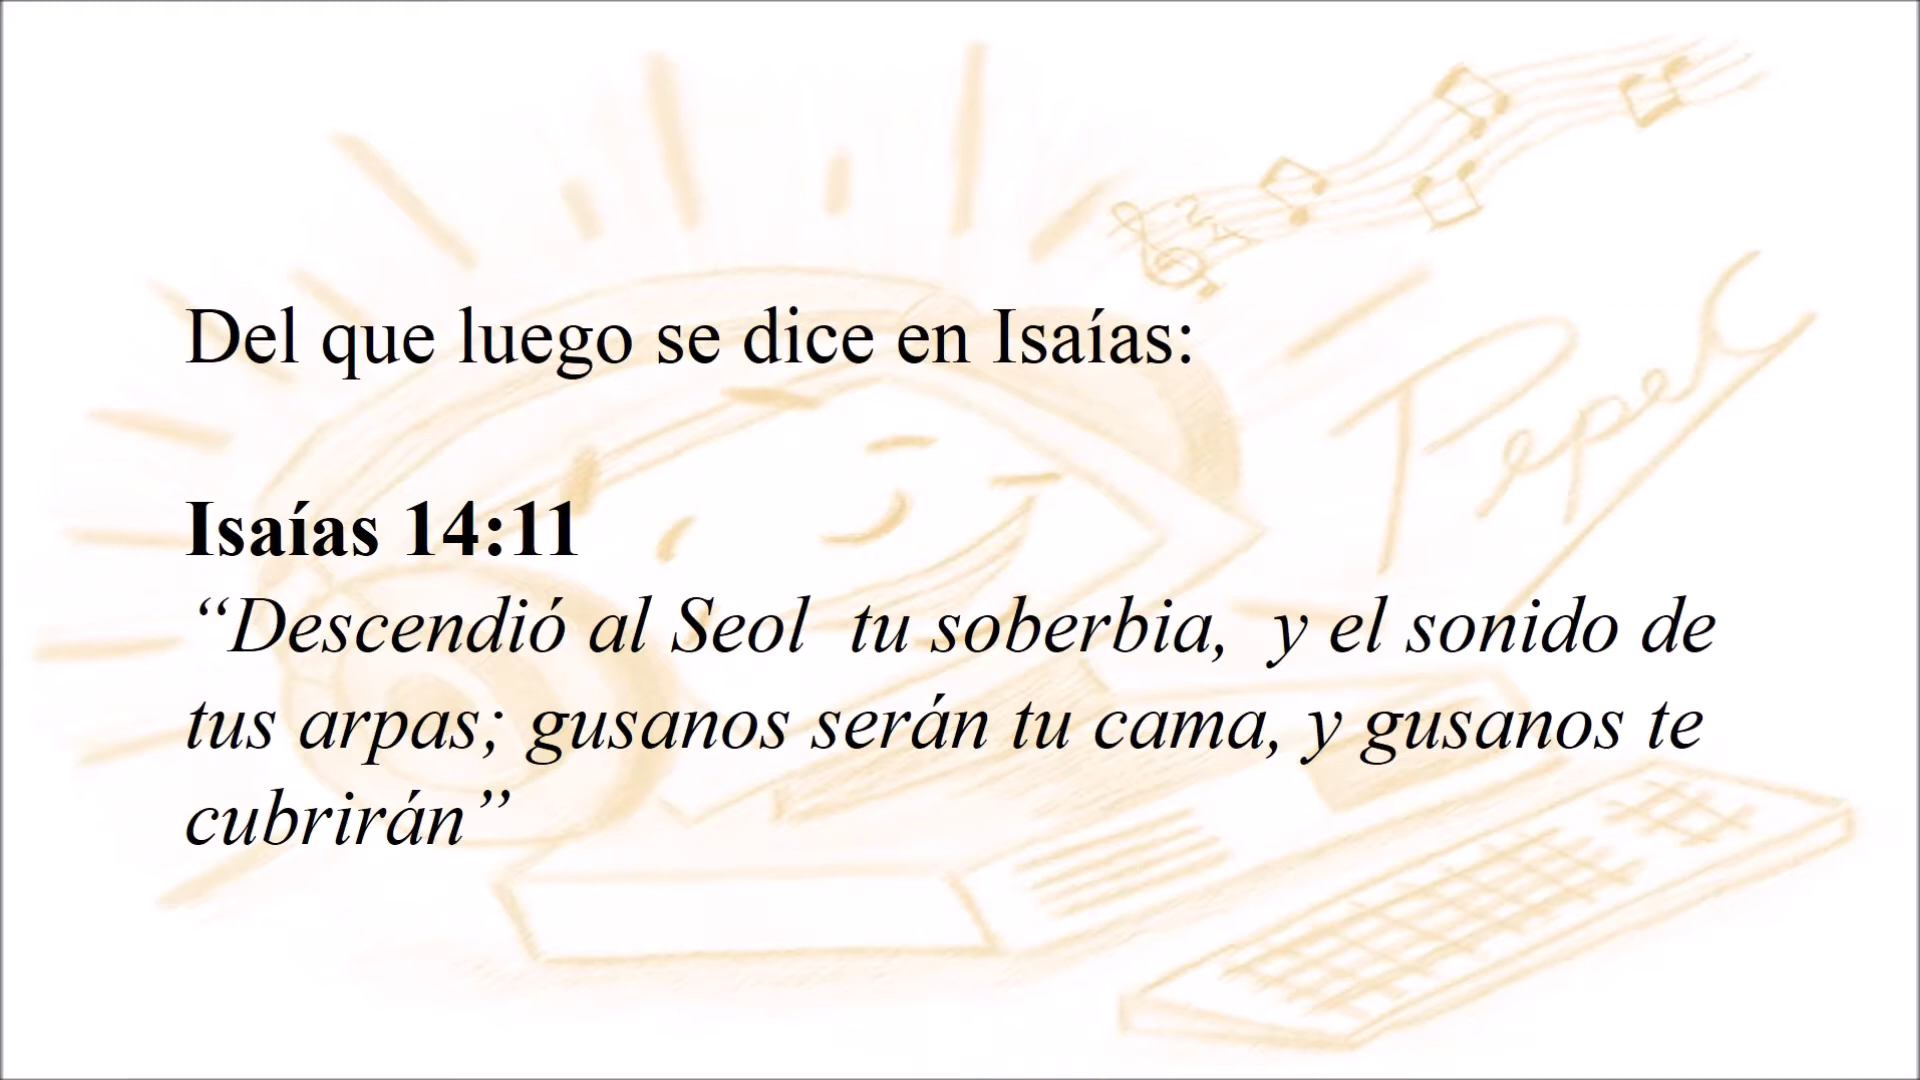 Pepe
Del que luego se dice en Isaías:
Isaías 14:11
“Descendió al Seol  tu soberbia,  y el sonido de
tus arpas; gusanos serán tu cama, y gusanos te
cubrirán”